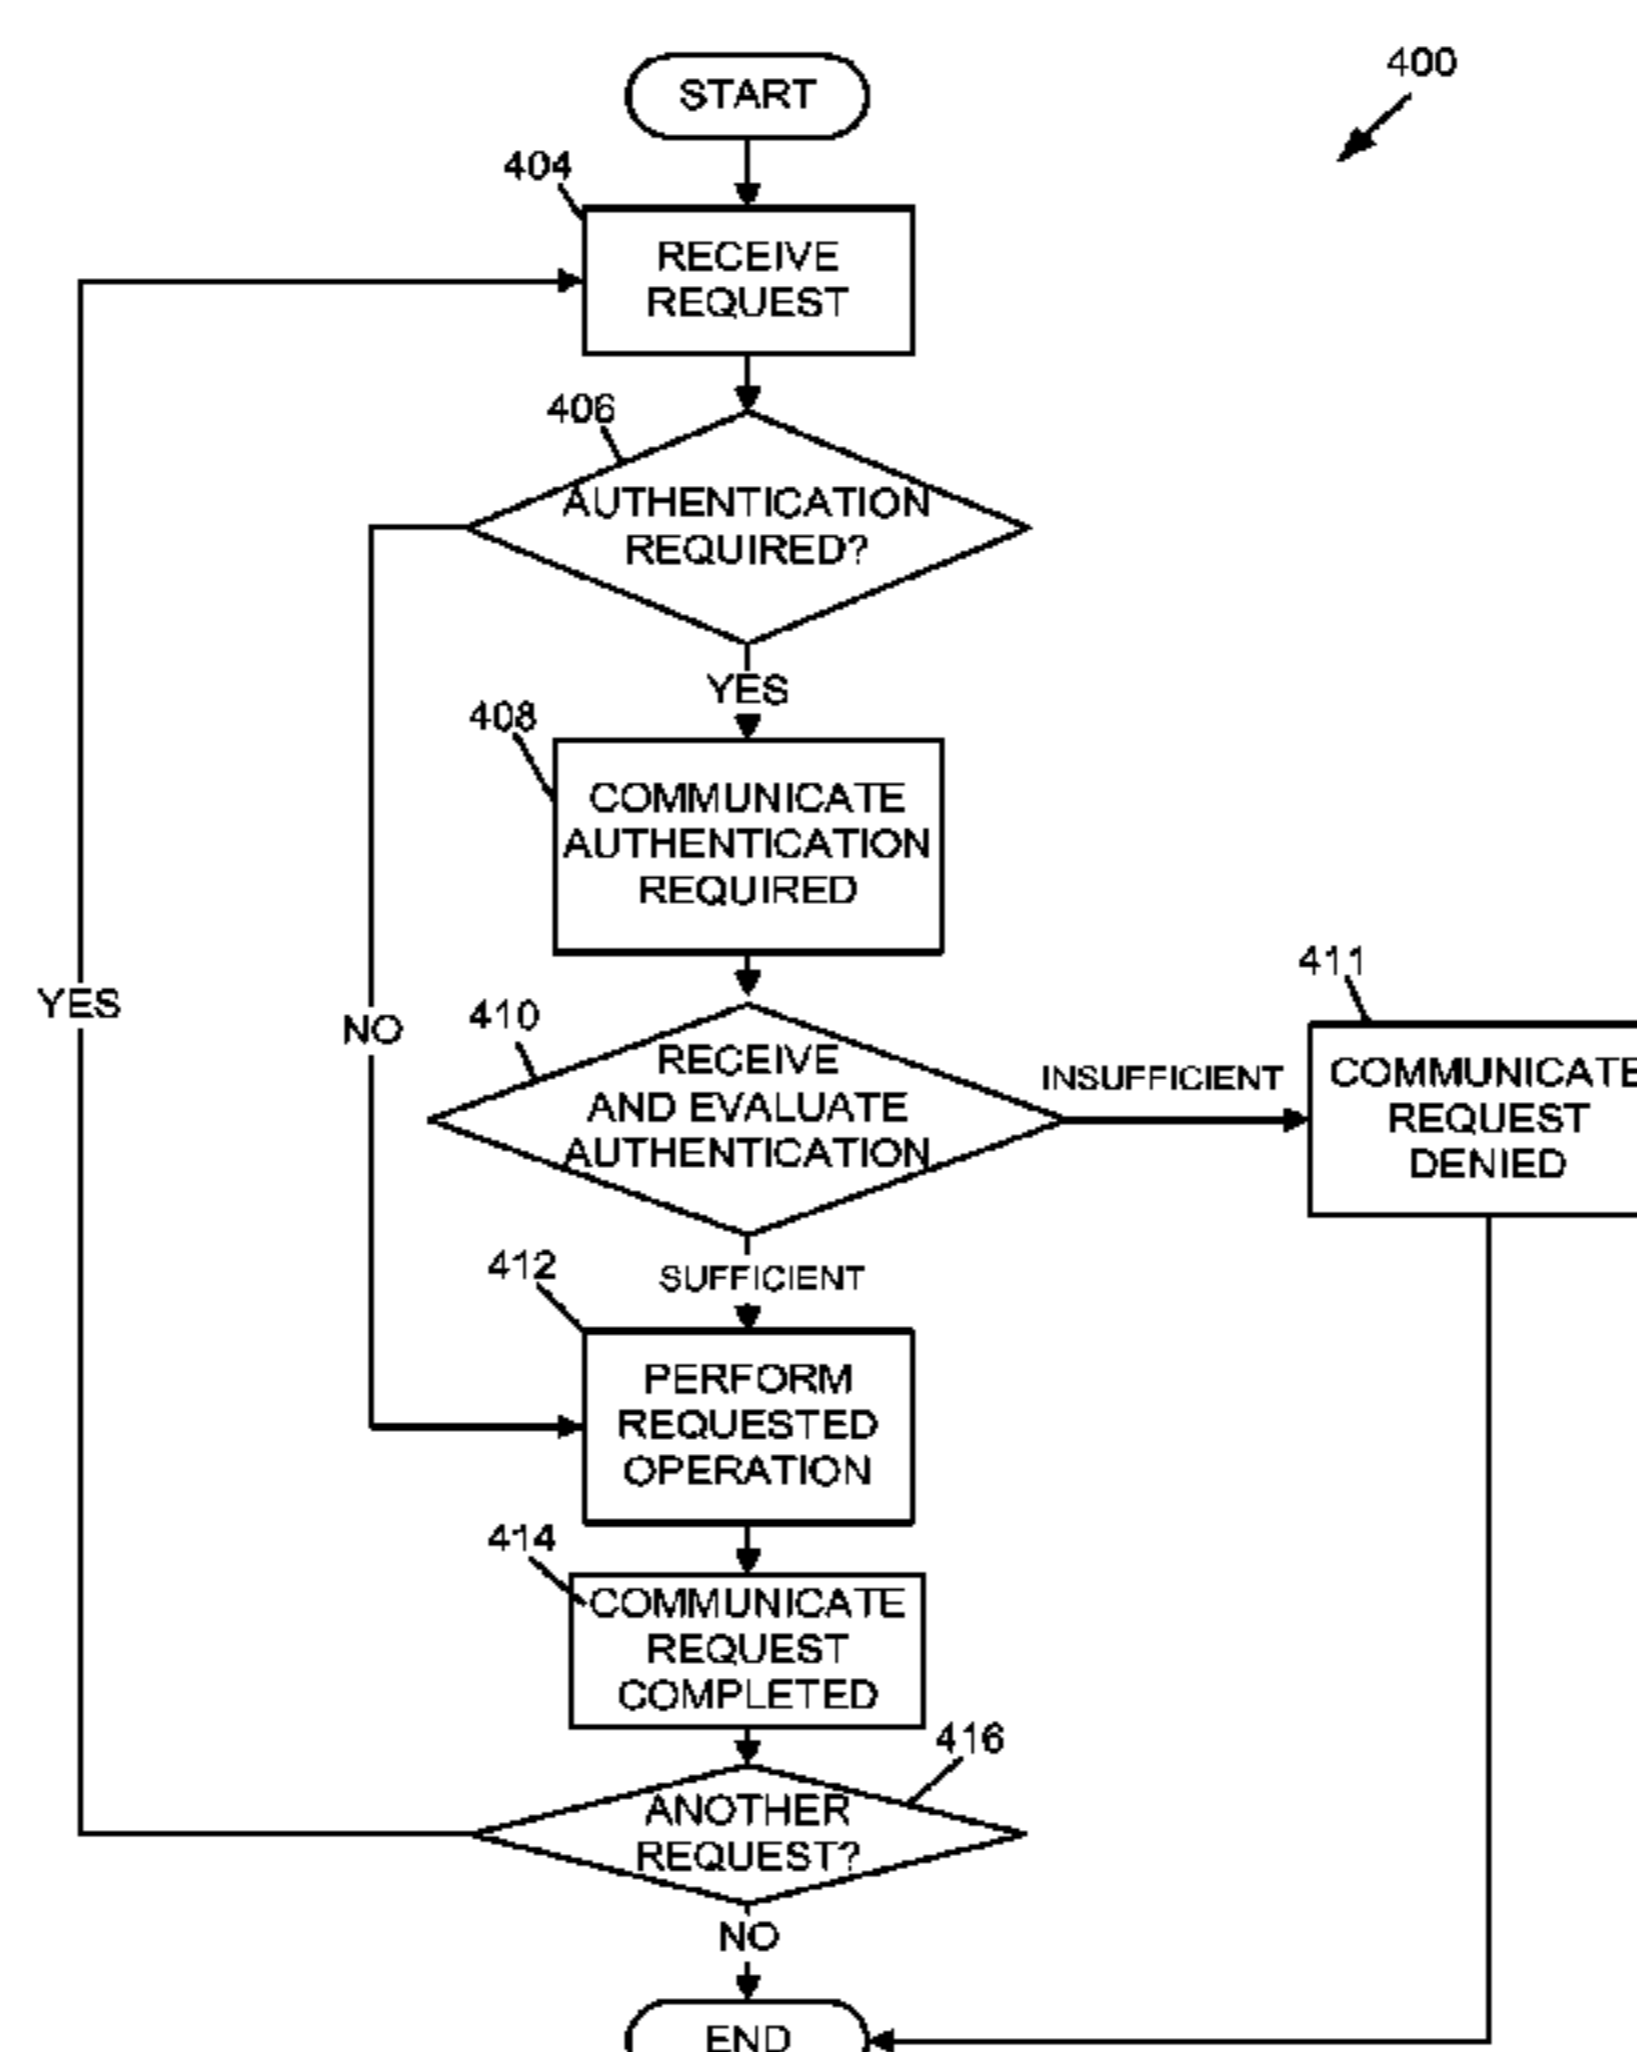 400
START
404
RECEIVE
REQUEST
406
AUTHENTICATION
REQUIRED?
YES
408
COMMUNICATE
AUTHENTICATION
REQUIRED
YES
NO
410
RECEIVE
AND EVALUATE
AUTHENTICATION
INSUFFICIENT
411
COMMUNICATE
REQUEST
DENIED
SUFFICIENT
412
PERFORM
REQUESTED
OPERATION
414
COMMUNICATE
REQUEST
COMPLETED
416
ANOTHER
REQUEST?
NO
END